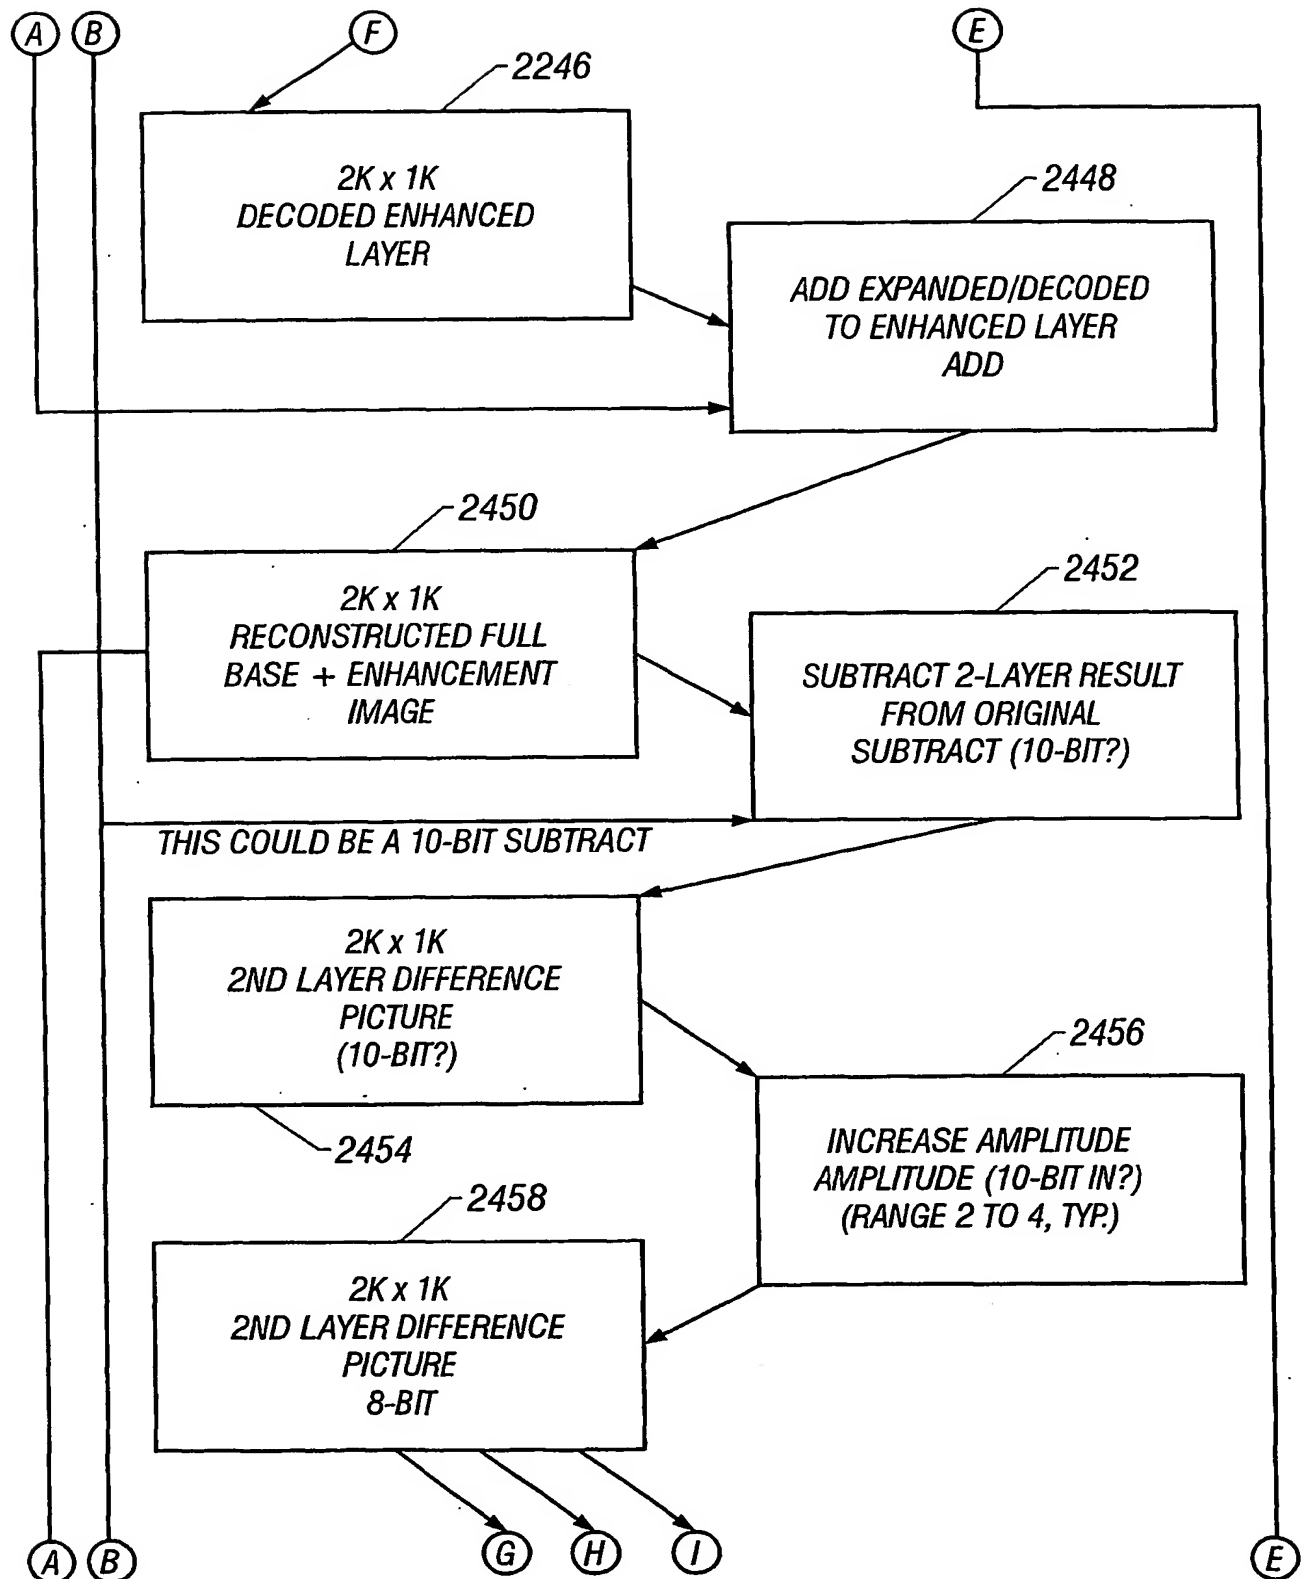 A B F E
2246
2K x 1K
DECODED ENHANCED
LAYER
2448
ADD EXPANDED/DECODED
TO ENHANCED LAYER
ADD
2450
2K x 1K
RECONSTRUCTED FULL
BASE + ENHANCEMENT
IMAGE
2452
SUBTRACT 2-LAYER RESULT
FROM ORIGINAL
SUBTRACT (10-BIT?)
THIS COULD BE A 10-BIT SUBTRACT
2K x 1K
2ND LAYER DIFFERENCE
PICTURE
(10-BIT?)
2454
2456
INCREASE AMPLITUDE
AMPLITUDE (10-BIT IN?)
(RANGE 2 TO 4, TYP.)
2458
2K x 1K
2ND LAYER DIFFERENCE
PICTURE
8-BIT
A B G H I E